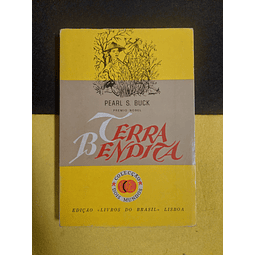 PEARL S. BUCK
PRÉMIO NOBEL
TERRA
BENDITA
COLECÇÃO
DOIS MUNDOS
EDIÇÃO «LIVROS DO BRASIL» LISBOA